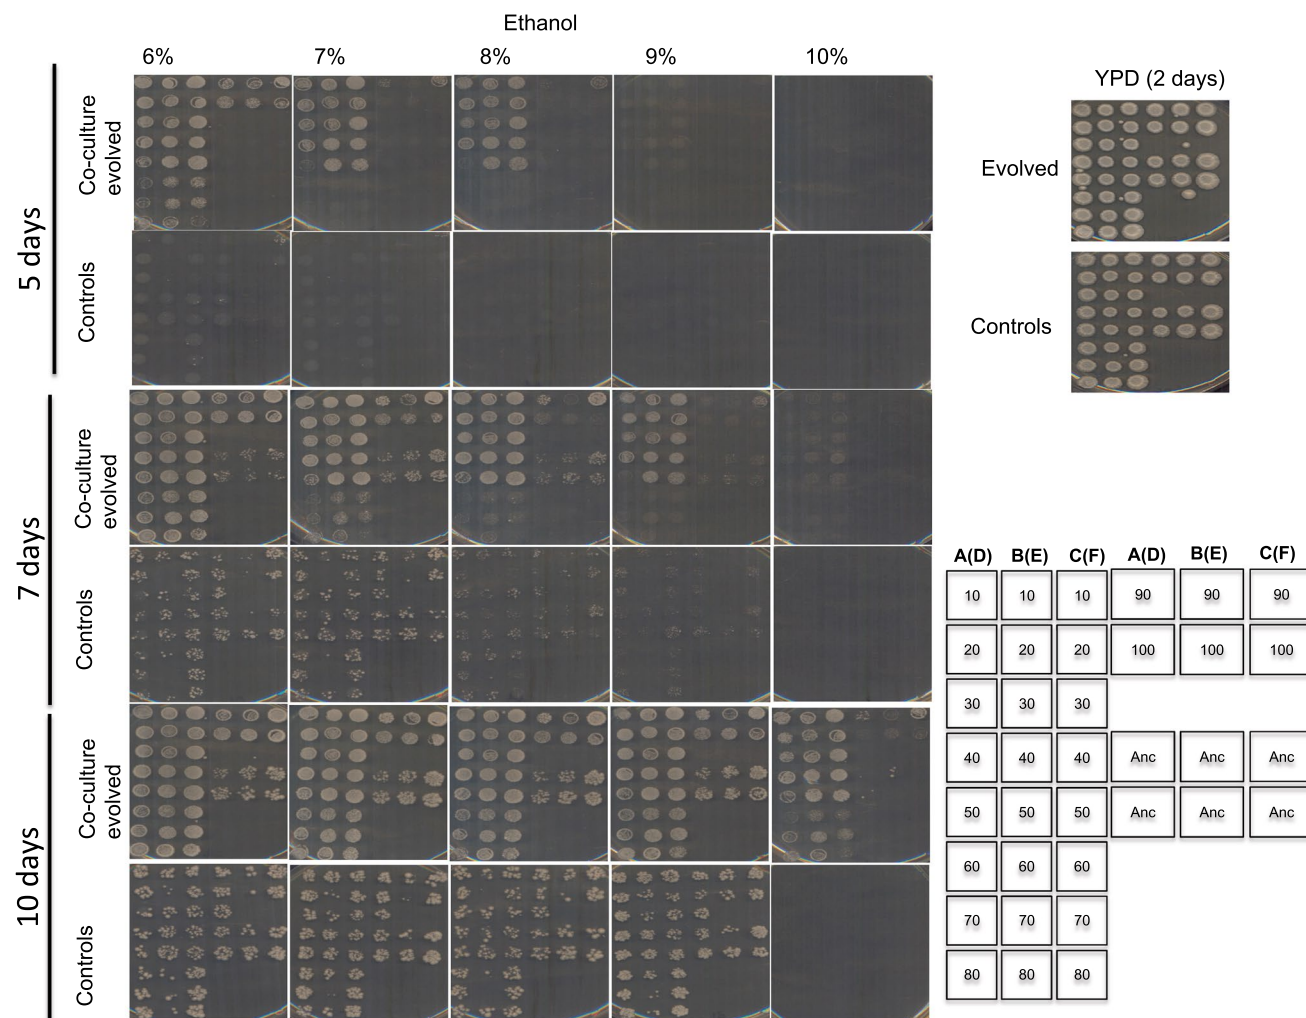 Ethanol
6% 7% 8% 9% 10%
5 days
Co-culture
evolved
Controls
7 days
Co-culture
evolved
Controls
10 days
Co-culture
evolved
Controls
YPD (2 days)
Evolved
Controls
A(D) B(E) C(F) A(D) B(E) C(F)
10 10 10 90 90 90
20 20 20 100 100 100
30 30 30
40 40 40 Anc Anc Anc
50 50 50 Anc Anc Anc
60 60 60
70 70 70
80 80 80